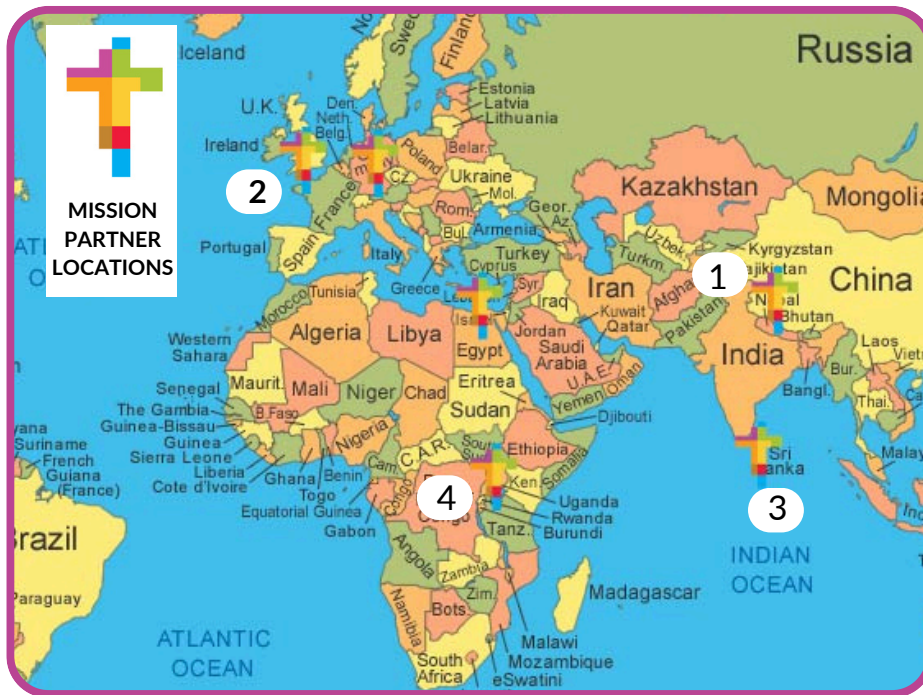 MISSION
PARTNER
LOCATIONS
Iceland
Finland
Russia
Estonia
Latvia
Lithuania
U.K.
Den.
Neth.
Belg.
Ireland
Poland
Belar.
Cz.
Ukraine
Mol.
Kazakhstan
Mongolia
2
France
Rom.
Geor.
Az.
Armenia
Bul.
Uzbek.
Kyrgyzstan
Portugal
Spain
Italy
Turkey
Turkm.
1
China
Greece
Cyprus
Syr.
Iraq
Iran
Tunisia
Morocco
Pakistan
Nepal
Bhutan
Algeria
Libya
Egypt
Jordan
Kuwait
Qatar
Saudi
Arabia
U.A.E.
Oman
India
Laos
Bur.
Bangl.
Thai.
Western
Sahara
Maurit.
Mali
Niger
Chad
Eritrea
Sudan
Yemen
Djibouti
Senegal
The Gambia
Guinea-Bissau
Guinea
Sierra Leone
Liberia
Cote d'Ivoire
B.Faso
Ghana
Togo
Benin
Nigeria
Equatorial Guinea
Gabon
Cam.
C.A.R.
Congo
Ethiopia
Somalia
Ken.
Uganda
Rwanda
Burundi
Tanz.
4
Sri
3
INDIAN
OCEAN
Suriname
French
Guiana
(France)
Paraguay
Angola
Zambia
Zim.
Namibia
Bots.
Madagascar
Malawi
Mozambique
eSwatini
South
Africa
ATLANTIC
OCEAN